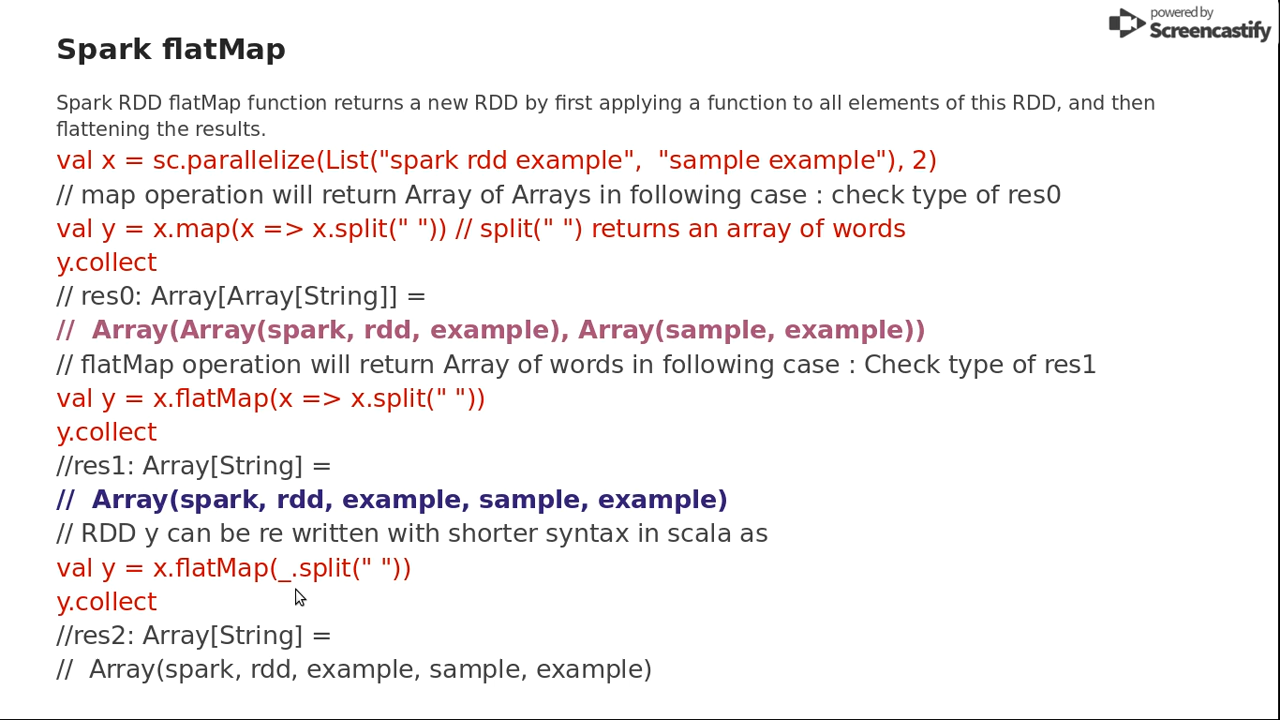 powered by
Screencastify
Spark flatMap
Spark RDD flatMap function returns a new RDD by first applying a function to all elements of this RDD, and then
flattening the results.
val x = sc.parallelize(List("spark rdd example",  "sample example"), 2)
// map operation will return Array of Arrays in following case : check type of res0
val y = x.map(x => x.split(" ")) // split(" ") returns an array of words
y.collect
// res0: Array[Array[String]] =
//  Array(Array(spark, rdd, example), Array(sample, example))
// flatMap operation will return Array of words in following case : Check type of res1
val y = x.flatMap(x => x.split(" "))
y.collect
//res1: Array[String] =
//  Array(spark, rdd, example, sample, example)
// RDD y can be re written with shorter syntax in scala as
val y = x.flatMap(_.split(" "))
y.collect
//res2: Array[String] =
//  Array(spark, rdd, example, sample, example)